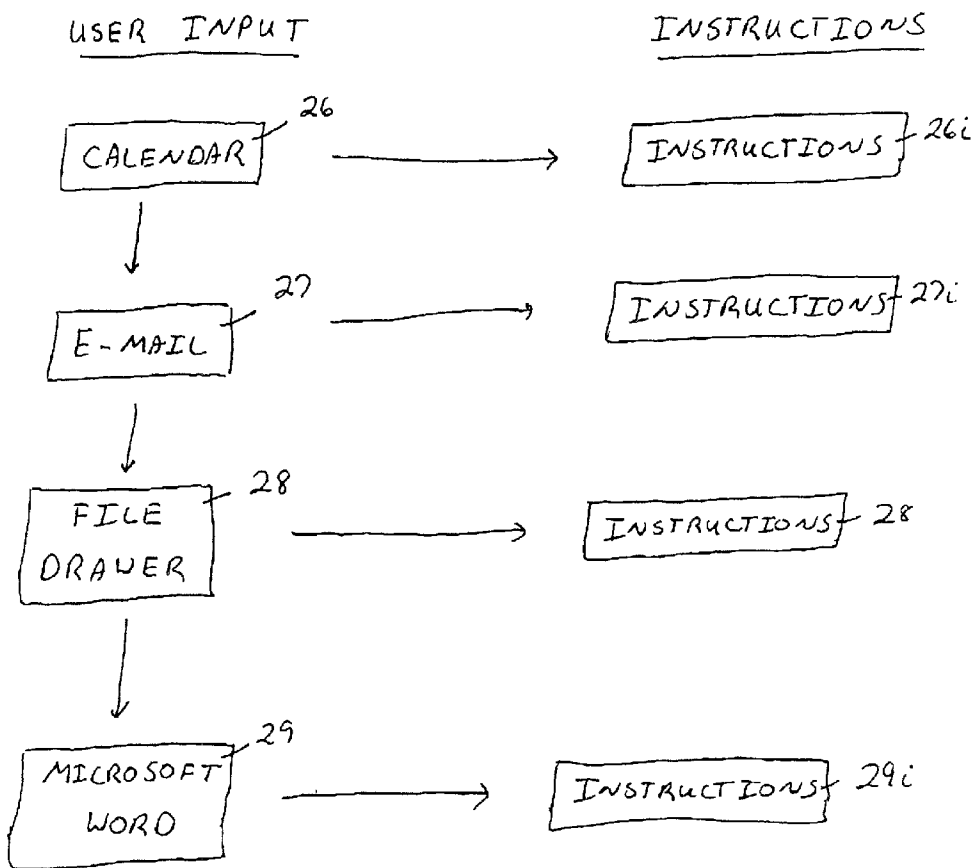 USER INPUT
INSTRUCTIONS
26
CALENDAR
INSTRUCTIONS
26i
27
E-MAIL
INSTRUCTIONS
27i
28
FILE
DRAWER
INSTRUCTIONS
28
29
MICROSOFT
WORD
INSTRUCTIONS
29i